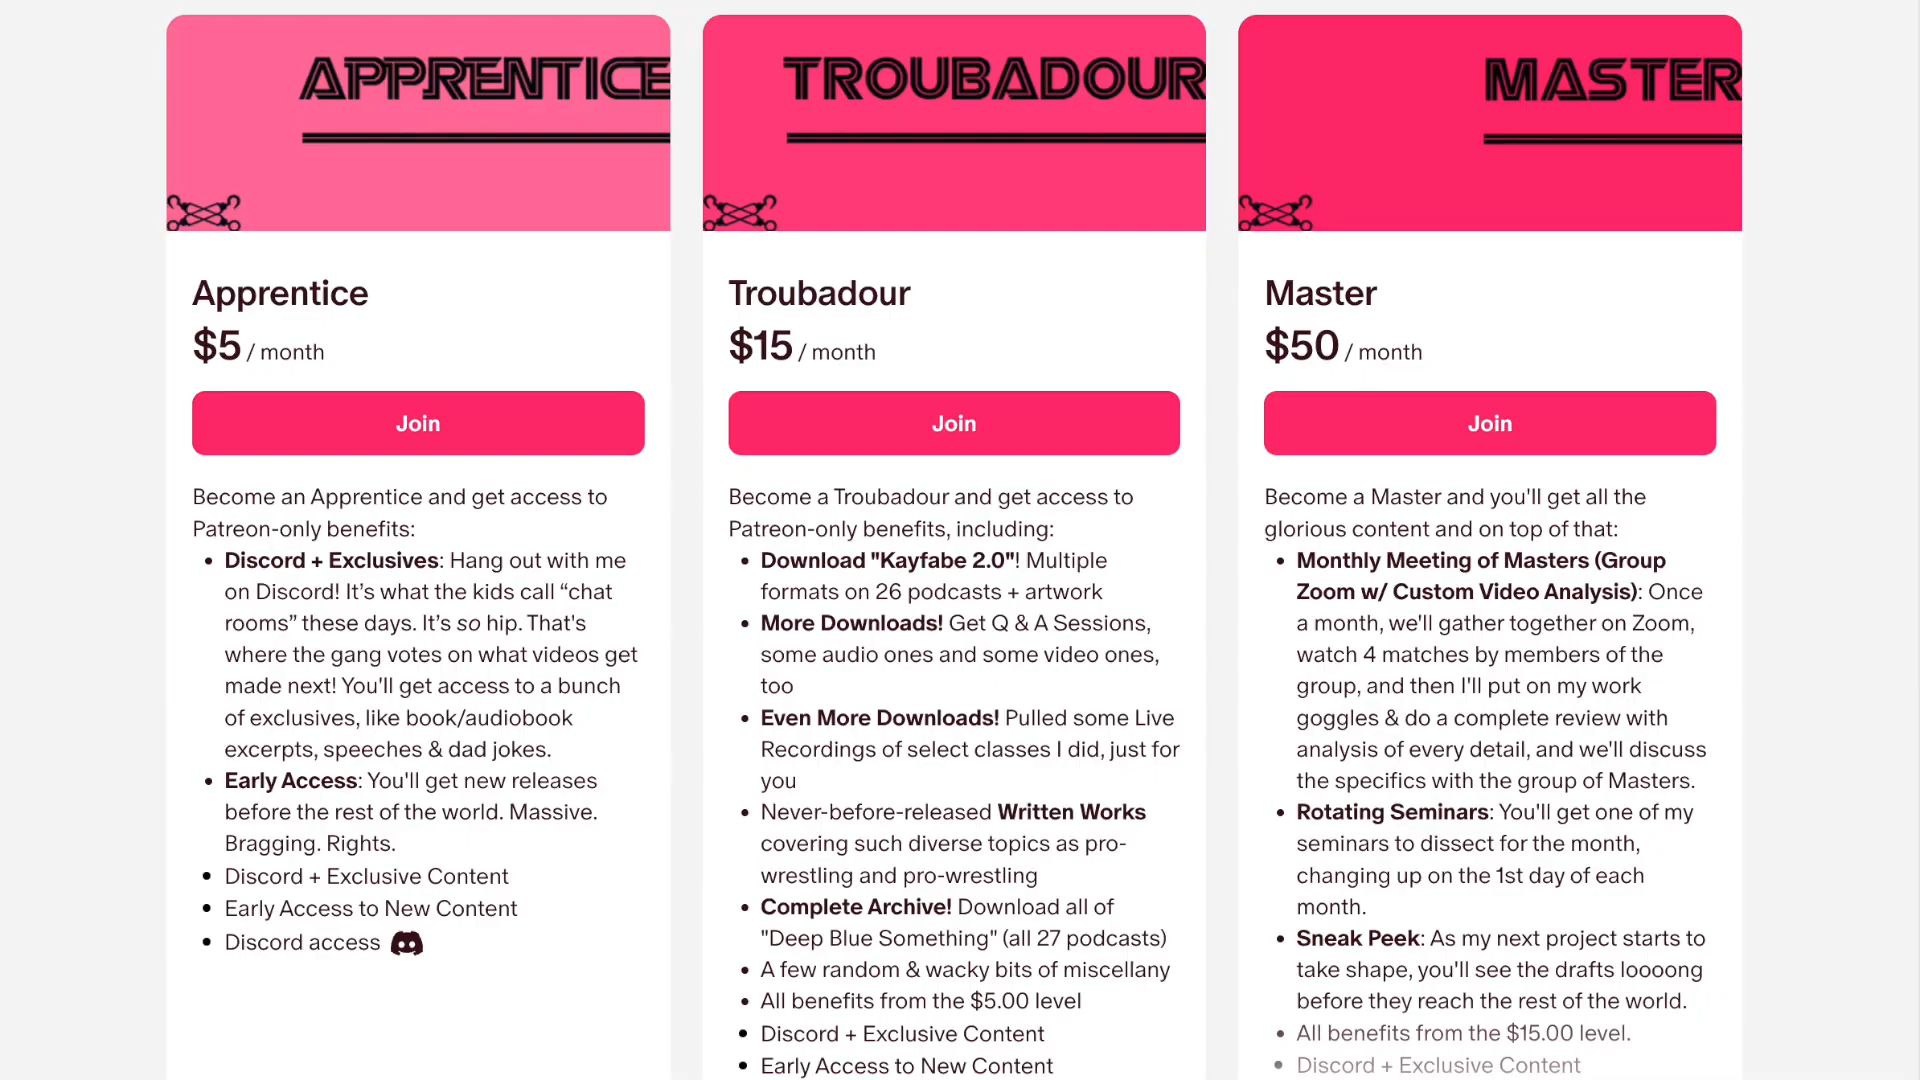 APPRENTICE
Apprentice
$5 / month
Join
Become an Apprentice and get access to
Patreon-only benefits:
• Discord + Exclusives: Hang out with me
on Discord! It’s what the kids call “chat
rooms” these days. It’s so hip. That's
where the gang votes on what videos get
made next! You'll get access to a bunch
of exclusives, like book/audiobook
excerpts, speeches & dad jokes.
• Early Access: You'll get new releases
before the rest of the world. Massive.
Bragging. Rights.
• Discord + Exclusive Content
• Early Access to New Content
• Discord access
TROUBADOUR
Troubadour
$15 / month
Join
Become a Troubadour and get access to
Patreon-only benefits, including:
• Download "Kayfabe 2.0"! Multiple
formats on 26 podcasts + artwork
• More Downloads! Get Q & A Sessions,
some audio ones and some video ones,
too
• Even More Downloads! Pulled some Live
Recordings of select classes I did, just for
you
• Never-before-released Written Works
covering such diverse topics as pro-
wrestling and pro-wrestling
• Complete Archive! Download all of
"Deep Blue Something" (all 27 podcasts)
• A few random & wacky bits of miscellany
• All benefits from the $5.00 level
• Discord + Exclusive Content
• Early Access to New Content
MASTER
Master
$50 / month
Join
Become a Master and you'll get all the
glorious content and on top of that:
• Monthly Meeting of Masters (Group
Zoom w/ Custom Video Analysis): Once
a month, we'll gather together on Zoom,
watch 4 matches by members of the
group, and then I'll put on my work
goggles & do a complete review with
analysis of every detail, and we'll discuss
the specifics with the group of Masters.
• Rotating Seminars: You'll get one of my
seminars to dissect for the month,
changing up on the 1st day of each
month.
• Sneak Peek: As my next project starts to
take shape, you'll see the drafts loooong
before they reach the rest of the world.
• All benefits from the $15.00 level.
• Discord + Exclusive Content